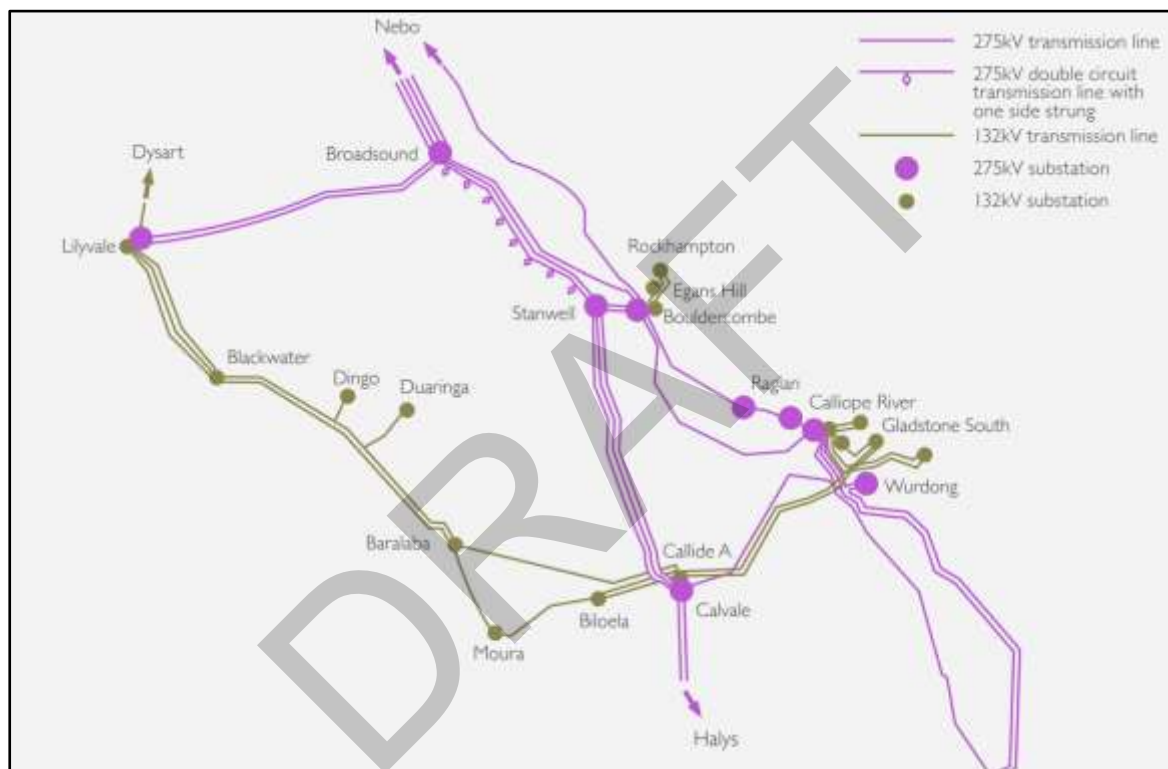 Nebo
275kV transmission line
275kV double circuit
transmission line with
one side strung
132kV transmission line
275kV substation
132kV substation
Dysart
Broadsound
Lilyvale
Rockhampton
Egans Hill
Stanwell
Bouldercombe
Blackwater
Dingo
Duaringa
Raglan
Calliope River
Gladstone South
Wurdong
Baralaba
Callide A
Biloela
Calvale
Moura
Halys
DRAFT